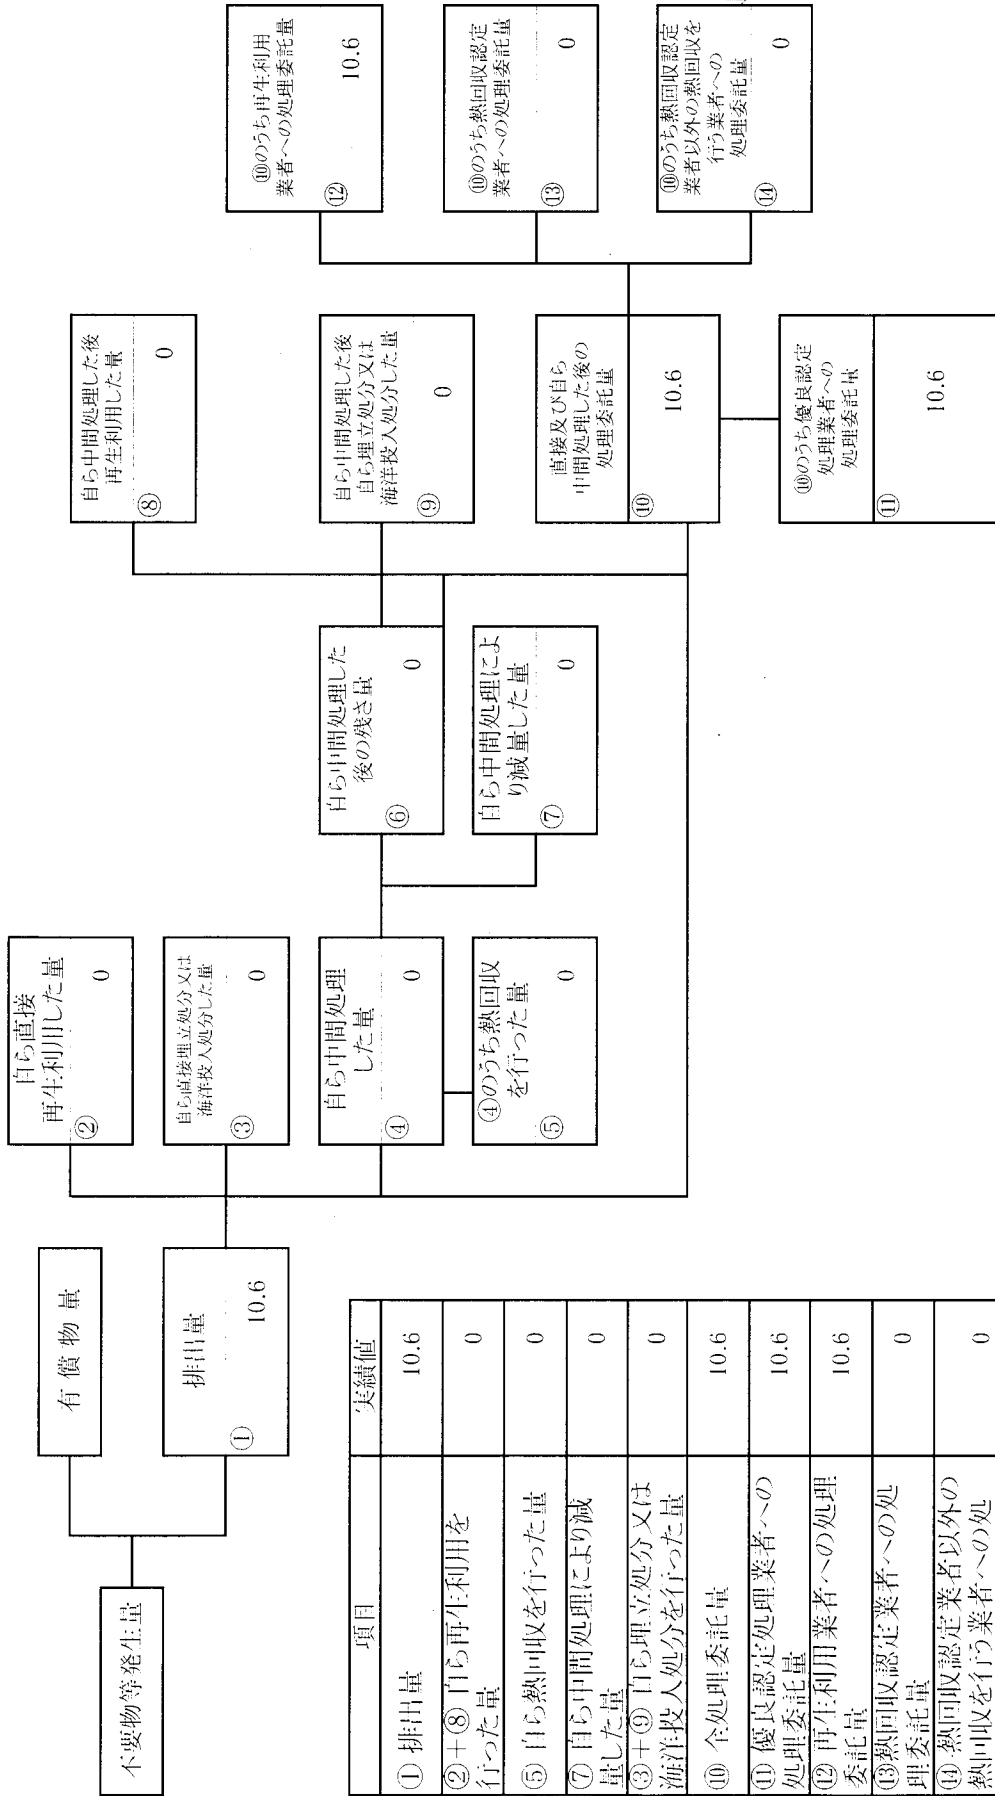 不要物等発生量
有 償 物 量
排出量
①
10.6
自ら直接
再生利用した量
②
0
自ら直接埋立処分又は
海洋投入処分した量
③
0
自ら中間処理
した量
④
0
④のうち熱回収
を行った量
⑤
0
自ら中間処理した
後の残さ量
⑥
0
自ら中間処理によ
り減量した量
⑦
0
自ら中間処理した後
再生利用した量
⑧
0
自ら中間処理した後
自ら埋立処分又は
海洋投入処分した量
⑨
0
直接及び自ら
中間処理した後の
処理委託量
⑩
10.6
⑩のうち優良認定
処理業者への
処理委託量
⑪
10.6
⑩のうち再生利用
業者への処理委託量
⑫
10.6
⑩のうち熱回収認定
業者への処理委託量
⑬
0
⑩のうち熱回収認定
業者以外の熱回収を
行う業者への
処理委託量
⑭
0
項目 実績値
① 排出量 10.6
②+⑧ 自ら再生利用を
行った量 0
⑤ 自ら熱回収を行った量 0
⑦ 自ら中間処理により減
量した量 0
③+⑨ 自ら埋立処分又は
海洋投入処分を行った量 0
⑩ 全処理委託量 10.6
⑪ 優良認定処理業者への
処理委託量 10.6
⑫ 再生利用業者への処理
委託量 10.6
⑬熱回収認定業者への処
理委託量 0
⑭ 熱回収認定業者以外の
熱回収を行う業者への処 0